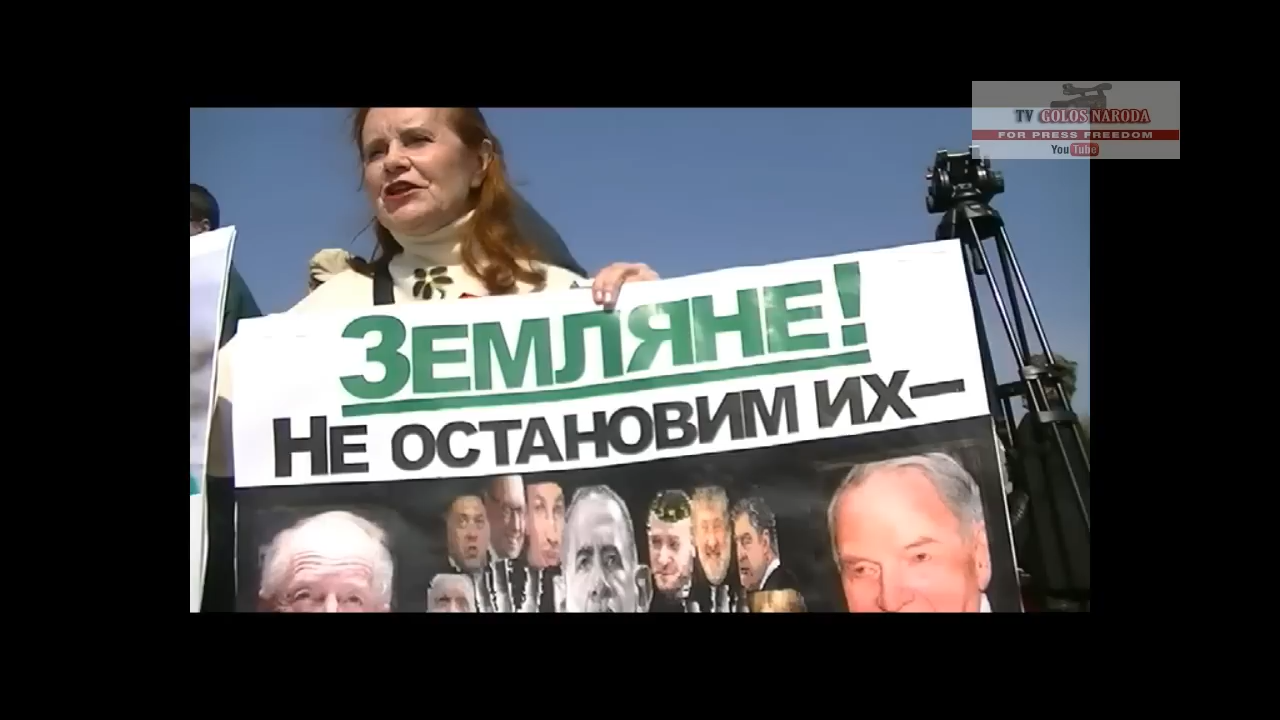 TV GOLOS NARODA
FOR PRESS FREEDOM
YouTube
ЗЕМЛЯНЕ!
НЕ ОСТАНОВИМ ИХ—